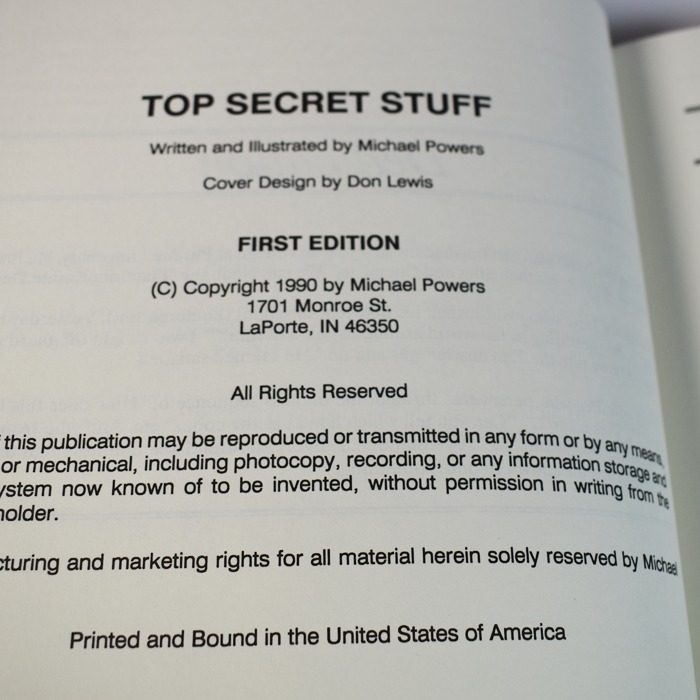 TOP SECRET STUFF
Written and Illustrated by Michael Powers
Cover Design by Don Lewis
FIRST EDITION
(C) Copyright 1990 by Michael Powers
1701 Monroe St.
LaPorte, IN 46350
All Rights Reserved
this publication may be reproduced or transmitted in any form or by any means,
or mechanical, including photocopy, recording, or any information storage and
ystem now known of to be invented, without permission in writing from the
holder.
cturing and marketing rights for all material herein solely reserved by Michael
Printed and Bound in the United States of America